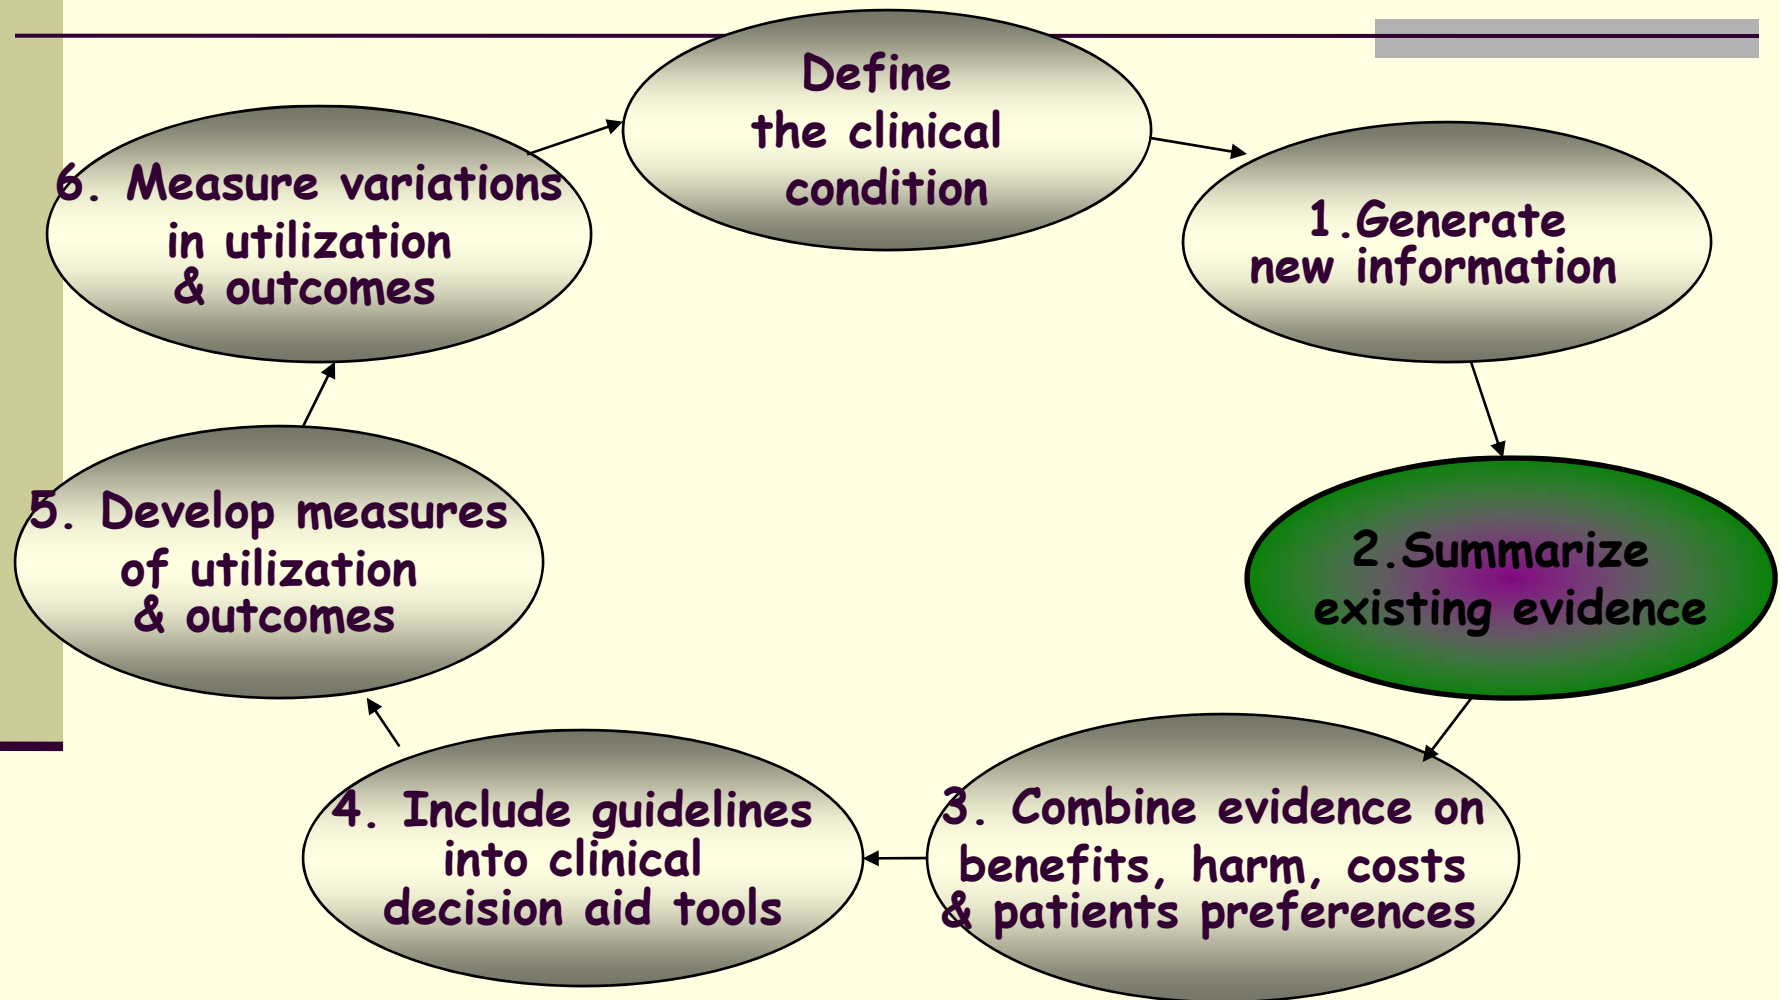 Define
the clinical
condition
1.Generate
new information
2.Summarize
existing evidence
3. Combine evidence on
benefits, harm, costs
& patients preferences
4. Include guidelines
into clinical
decision aid tools
5. Develop measures
of utilization
& outcomes
6. Measure variations
in utilization
& outcomes